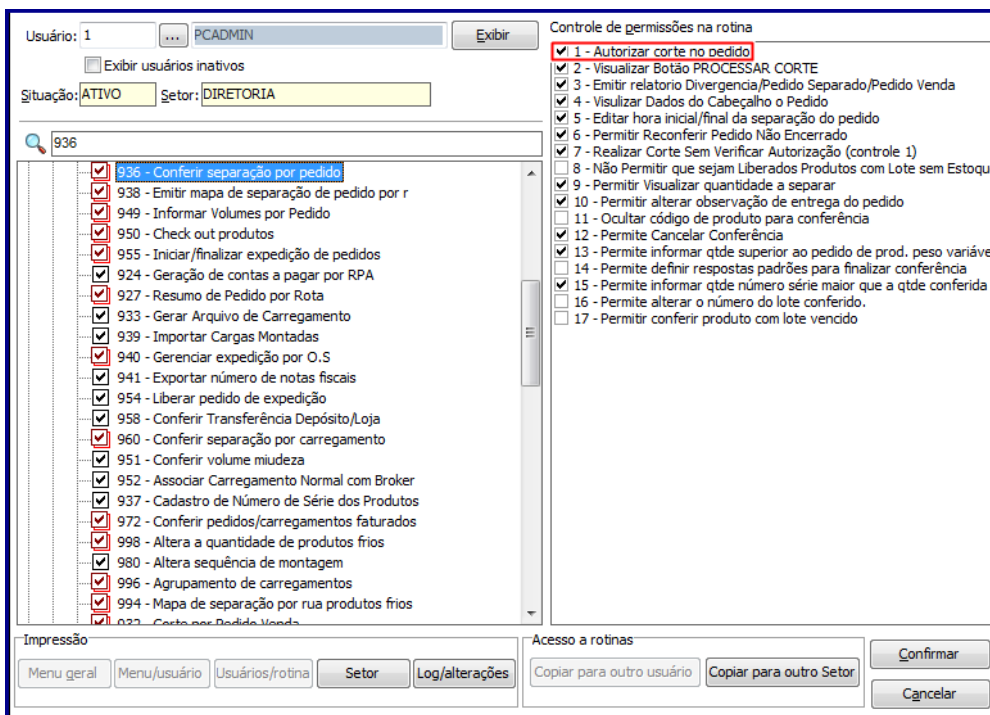 Usuário: 1 ... PCADMIN Exibir
Exibir usuários inativos
Situação: ATIVO Setor: DIRETORIA
936
936 - Conferir separação por pedido
938 - Emitir mapa de separação de pedido por r
949 - Informar Volumes por Pedido
950 - Check out produtos
955 - Iniciar/finalizar expedição de pedidos
924 - Geração de contas a pagar por RPA
927 - Resumo de Pedido por Rota
933 - Gerar Arquivo de Carregamento
939 - Importar Cargas Montadas
940 - Gerenciar expedição por O.S
941 - Exportar número de notas fiscais
954 - Liberar pedido de expedição
958 - Conferir Transferência Depósito/Loja
960 - Conferir separação por carregamento
951 - Conferir volume miudeza
952 - Associar Carregamento Normal com Broker
937 - Cadastro de Número de Série dos Produtos
972 - Conferir pedidos/carregamentos faturados
998 - Altera a quantidade de produtos frios
980 - Altera sequência de montagem
996 - Agrupamento de carregamentos
994 - Mapa de separação por rua produtos frios
932 - Corte por Pedido Venda
Controle de permissões na rotina
1 - Autorizar corte no pedido
2 - Visualizar Botão PROCESSAR CORTE
3 - Emitir relatorio Divergencia/Pedido Separado/Pedido Venda
4 - Visulizar Dados do Cabeçalho o Pedido
5 - Editar hora inicial/final da separação do pedido
6 - Permitir Reconferir Pedido Não Encerrado
7 - Realizar Corte Sem Verificar Autorização (controle 1)
8 - Não Permitir que sejam Liberados Produtos com Lote sem Estoqu
9 - Permitir Visualizar quantidade a separar
10 - Permitir alterar observação de entrega do pedido
11 - Ocultar código de produto para conferência
12 - Permite Cancelar Conferência
13 - Permite informar qtde superior ao pedido de prod. peso variáve
14 - Permite definir respostas padrões para finalizar conferência
15 - Permite informar qtde número série maior que a qtde conferida
16 - Permite alterar o número do lote conferido.
17 - Permitir conferir produto com lote vencido
Impressão
Menu geral Menu/usuário Usuários/rotina Setor Log/alterações
Acesso a rotinas
Copiar para outro usuário Copiar para outro Setor
Confirmar
Cancelar